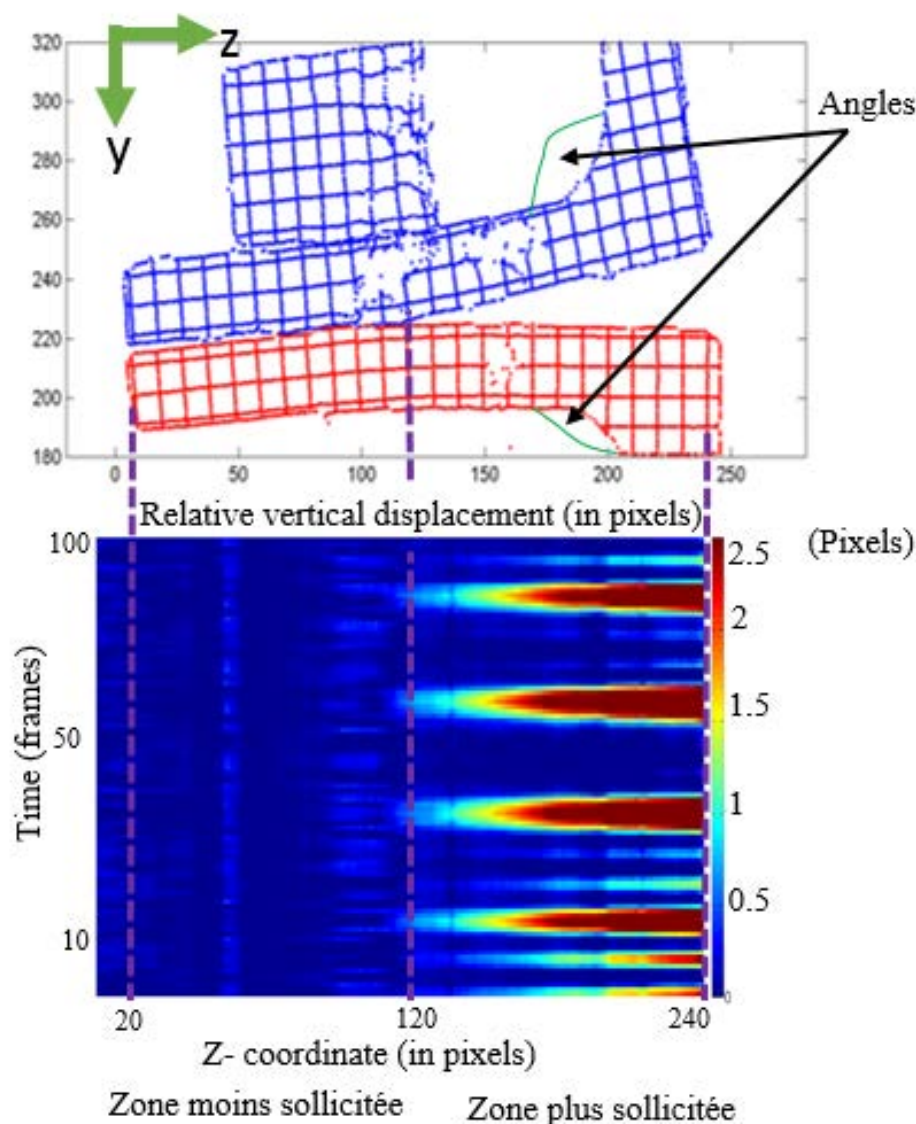 z
y
320
300
280
260
240
220
200
180
0 50 100 150 200 250
Angles
Relative vertical displacement (in pixels)
(Pixels)
100
50
10
Time (frames)
2.5
2
1.5
1
0.5
0
20 120 240
Z- coordinate (in pixels)
Zone moins sollicitée Zone plus sollicitée